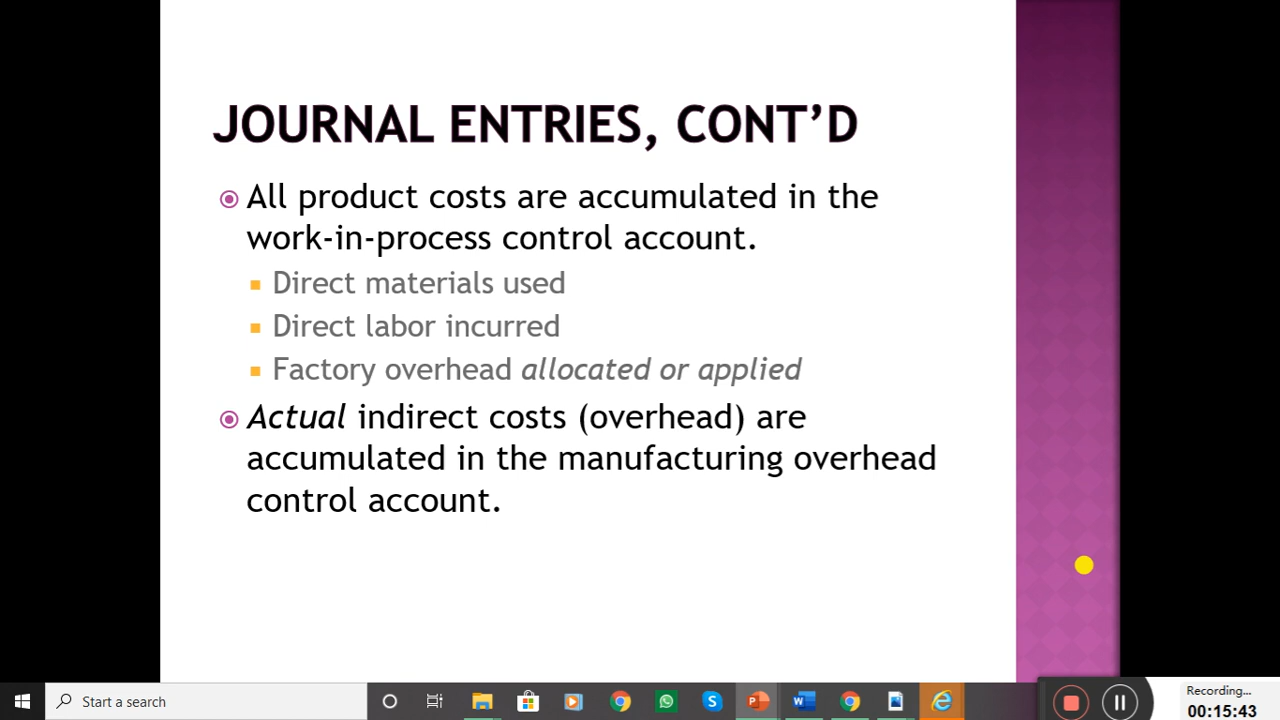 JOURNAL ENTRIES, CONT’D
All product costs are accumulated in the
work-in-process control account.
Direct materials used
Direct labor incurred
Factory overhead allocated or applied
Actual indirect costs (overhead) are
accumulated in the manufacturing overhead
control account.
Start a search
Recording...
00:15:43